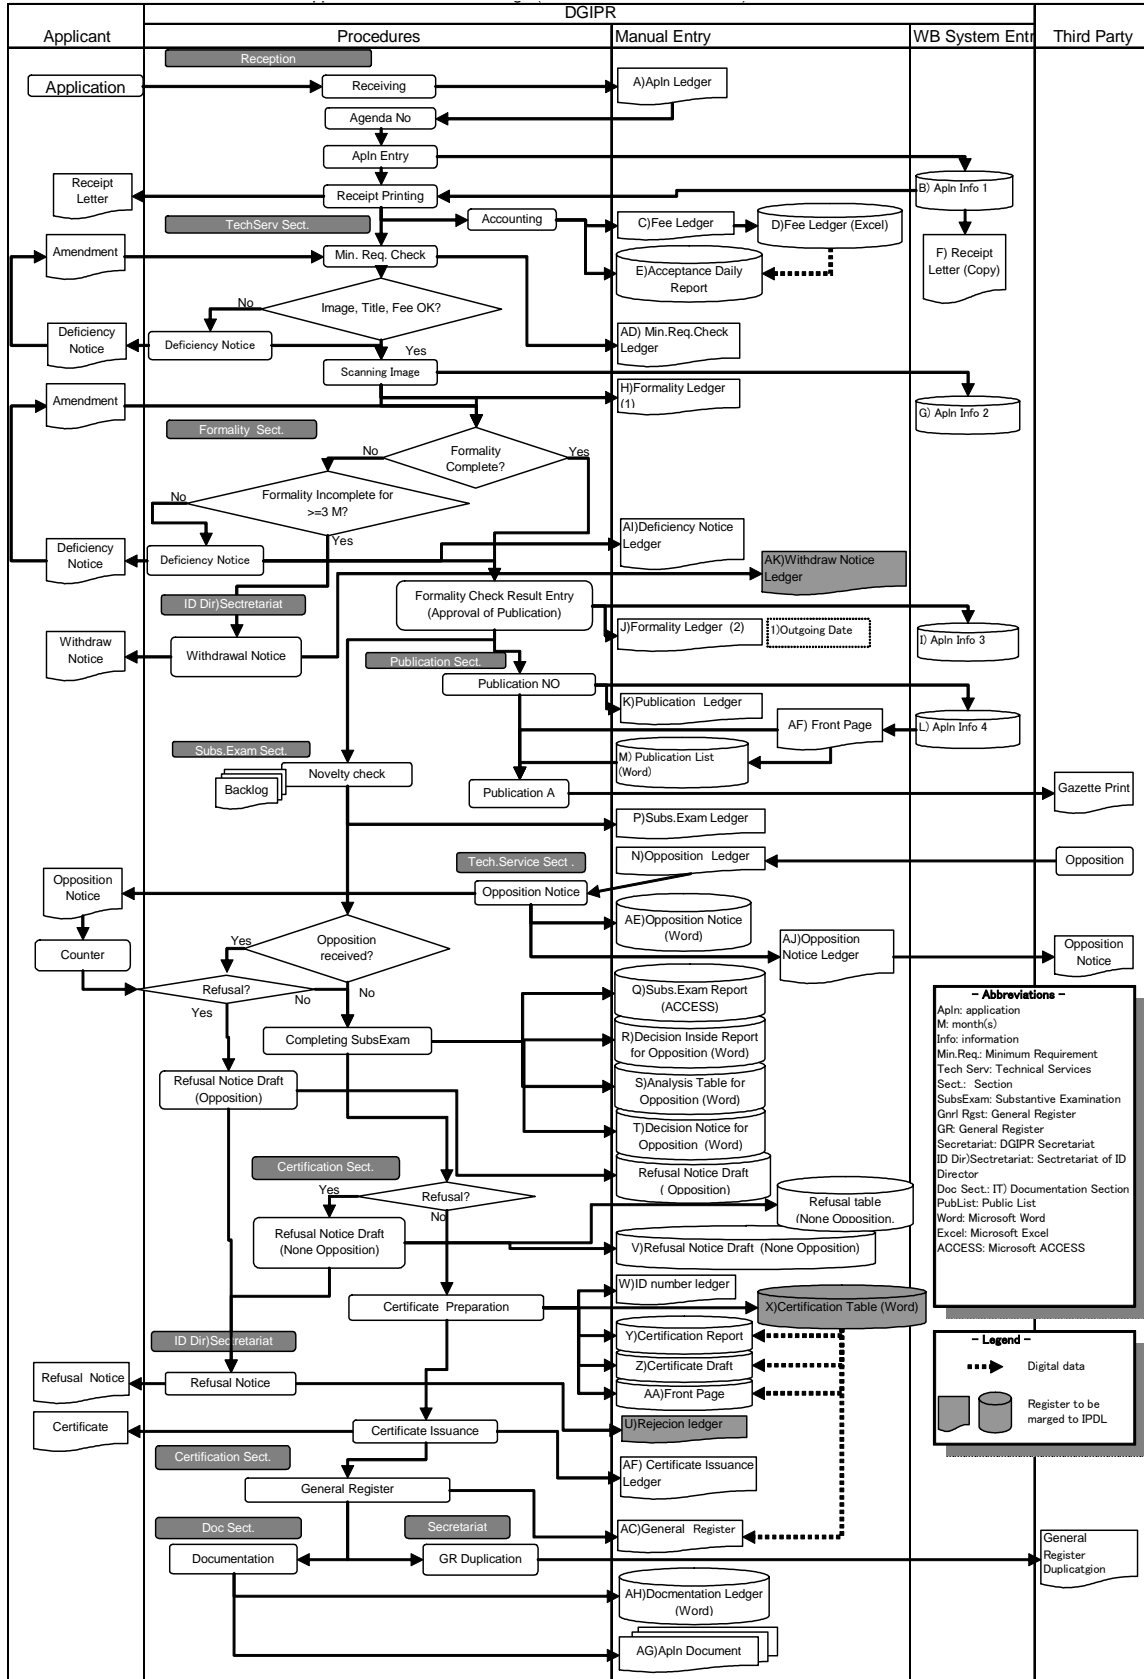 DGIPR
Applicant
Procedures
Manual Entry
WB System Entr
Third Party
Reception
Application
Receiving
A)Apln Ledger
Agenda No
Apln Entry
Receipt
Letter
Receipt Printing
B) Apln Info 1
TechServ Sect.
Accounting
C)Fee Ledger
D)Fee Ledger (Excel)
Amendment
Min. Req. Check
E)Acceptance Daily
Report
F) Receipt
Letter (Copy)
No
Image, Title, Fee OK?
Deficiency
Notice
Deficiency Notice
Yes
AD) Min.Req.Check
Ledger
Scanning Image
Amendment
H)Formality Ledger
(1)
G) Apln Info 2
Formality Sect.
No
Formality
Complete?
Yes
No
Formality Incomplete for
>=3 M?
Yes
AI)Deficiency Notice
Ledger
Deficiency
Notice
Deficiency Notice
AK)Withdraw Notice
Ledger
ID Dir)Sectretariat
Formality Check Result Entry
(Approval of Publication)
J)Formality Ledger (2)
1)Outgoing Date
I) Apln Info 3
Withdraw
Notice
Withdrawal Notice
Publication Sect.
Publication NO
K)Publication Ledger
AF) Front Page
L) Apln Info 4
Subs.Exam Sect.
M) Publication List
(Word)
Novelty check
Backlog
Publication A
Gazette Print
P)Subs.Exam Ledger
Tech.Service Sect .
N)Opposition Ledger
Opposition
Opposition
Notice
Opposition Notice
AE)Opposition Notice
(Word)
Counter
Yes
Opposition
received?
AJ)Opposition
Notice Ledger
Opposition
Notice
Refusal?
No
No
Yes
Q)Subs.Exam Report
(ACCESS)
Completing SubsExam
R)Decision Inside Report
for Opposition (Word)
Refusal Notice Draft
(Opposition)
S)Analysis Table for
Opposition (Word)
T)Decision Notice for
Opposition (Word)
Certification Sect.
Refusal Notice Draft
( Opposition)
Yes
Refusal?
No
Refusal table
(None Opposition.
Refusal Notice Draft
(None Opposition)
V)Refusal Notice Draft (None Opposition)
W)ID number ledger
Certificate Preparation
X)Certification Table (Word)
ID Dir)Sectretariat
Y)Certification Report
Z)Certificate Draft
Refusal Notice
Refusal Notice
AA)Front Page
Certificate
Certificate Issuance
U)Rejecion ledger
Certification Sect.
AF) Certificate Issuance
Ledger
General Register
Doc Sect.
Secretariat
AC)General Register
Documentation
GR Duplication
General
Register
Duplicatgion
AH)Docmentation Ledger
(Word)
AG)Apln Document
– Abbreviations –
Apln: application
M: month(s)
Info: information
Min.Req.: Minimum Requirement
Tech Serv: Technical Services
Sect.: Section
SubsExam: Substantive Examination
Gnrl Rgst: General Register
GR: General Register
Secretariat: DGIPR Secretariat
ID Dir)Sectretariat: Sectretariat of ID
Director
Doc Sect.: IT) Documentation Section
PubList: Public List
Word: Microsoft Word
Excel: Microsoft Excel
ACCESS: Microsoft ACCESS
– Legend –
Digital data
Register to be
marged to IPDL